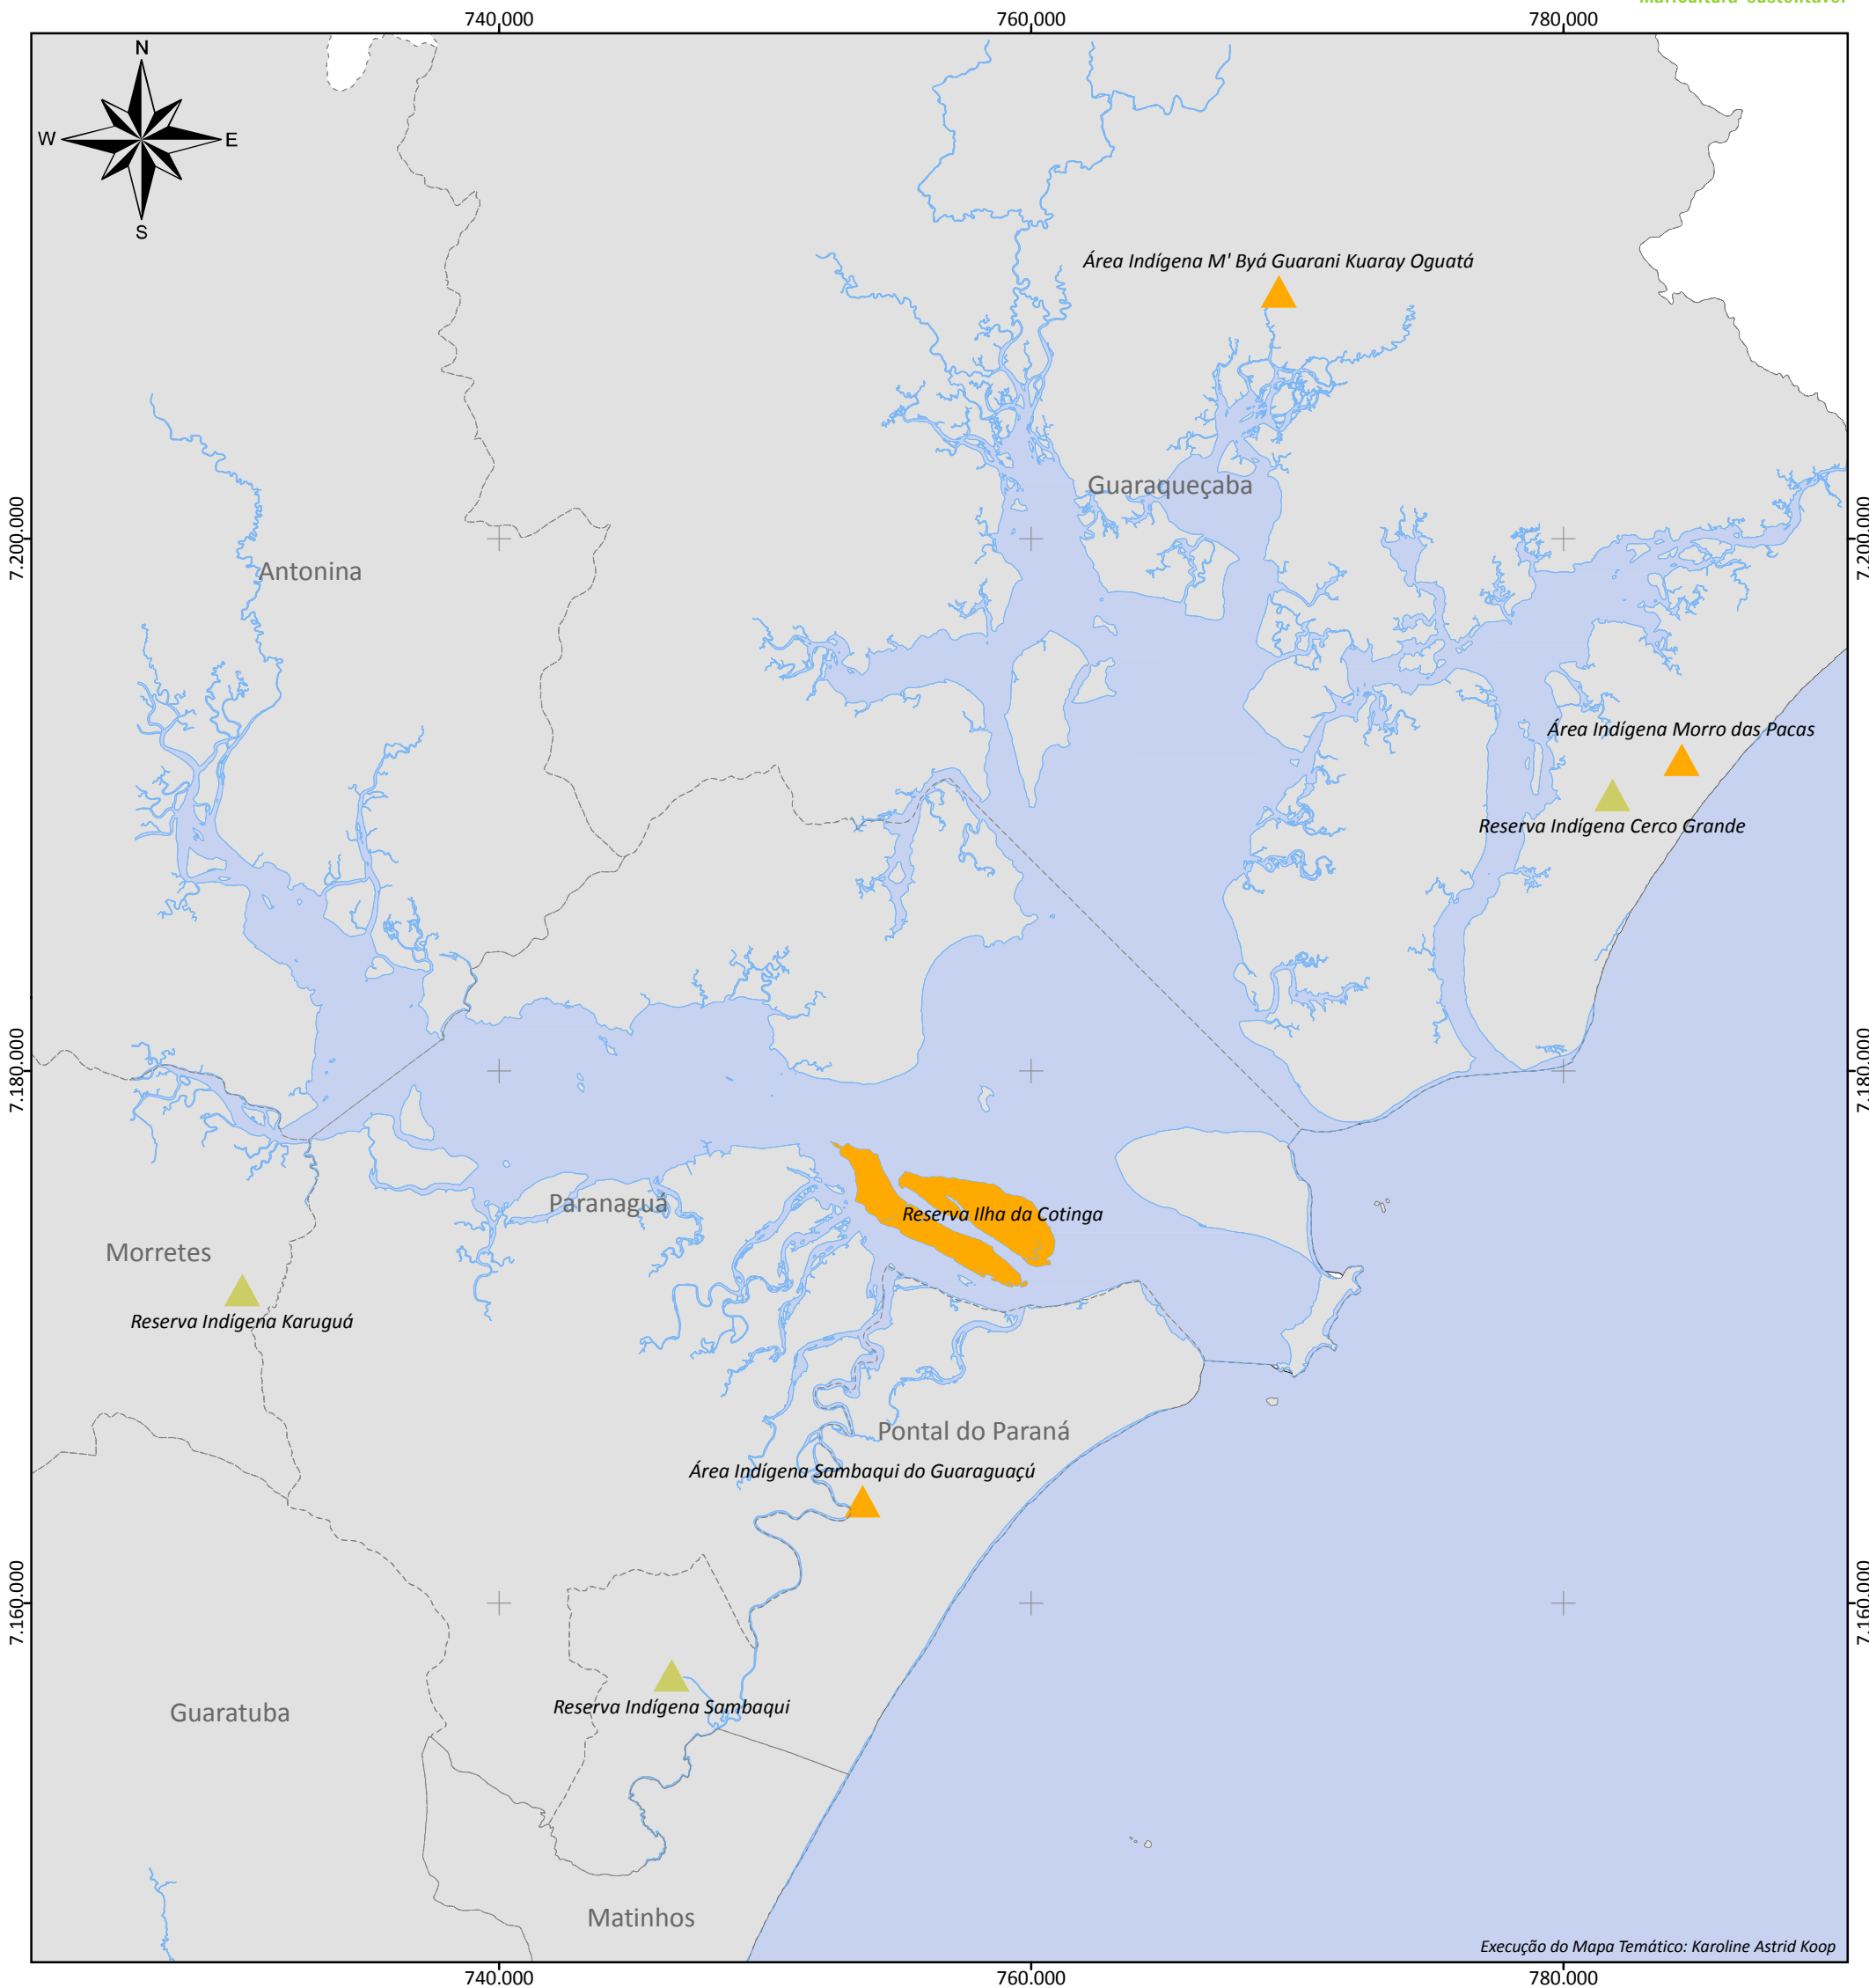 740.000 760.000 780.000
N
W E
S
Área Indígena M' Byá Guarani Kuaray Oguatá
Guaraqueçaba
7.200.000 7.200.000
Antonina
Área Indígena Morro das Pacas
Reserva Indígena Cerco Grande
7.180.000 7.180.000
Paranaguá
Reserva Ilha da Cotinga
Morretes
Reserva Indígena Karuguá
Pontal do Paraná
Área Indígena Sambaqui do Guaraguaçú
7.160.000 7.160.000
Reserva Indígena Sambaqui
Guaratuba
Matinhos
Execução do Mapa Temático: Karoline Astrid Koop
740.000 760.000 780.000